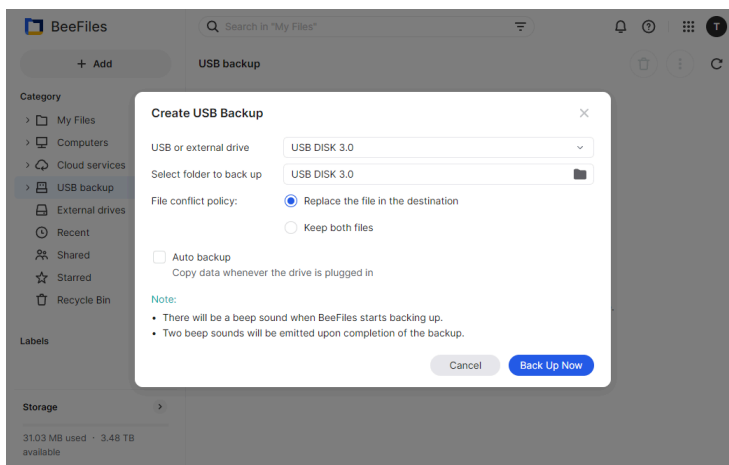 BeeFiles
Search in "My Files"
T
+ Add
USB backup
Category
My Files
Computers
Cloud services
USB backup
External drives
Recent
Shared
Starred
Recycle Bin
Labels
Storage
31.03 MB used · 3.48 TB
available
Create USB Backup
USB or external drive
USB DISK 3.0
Select folder to back up
USB DISK 3.0
File conflict policy:
Replace the file in the destination
Keep both files
Auto backup
Copy data whenever the drive is plugged in
Note:
• There will be a beep sound when BeeFiles starts backing up.
• Two beep sounds will be emitted upon completion of the backup.
Cancel
Back Up Now